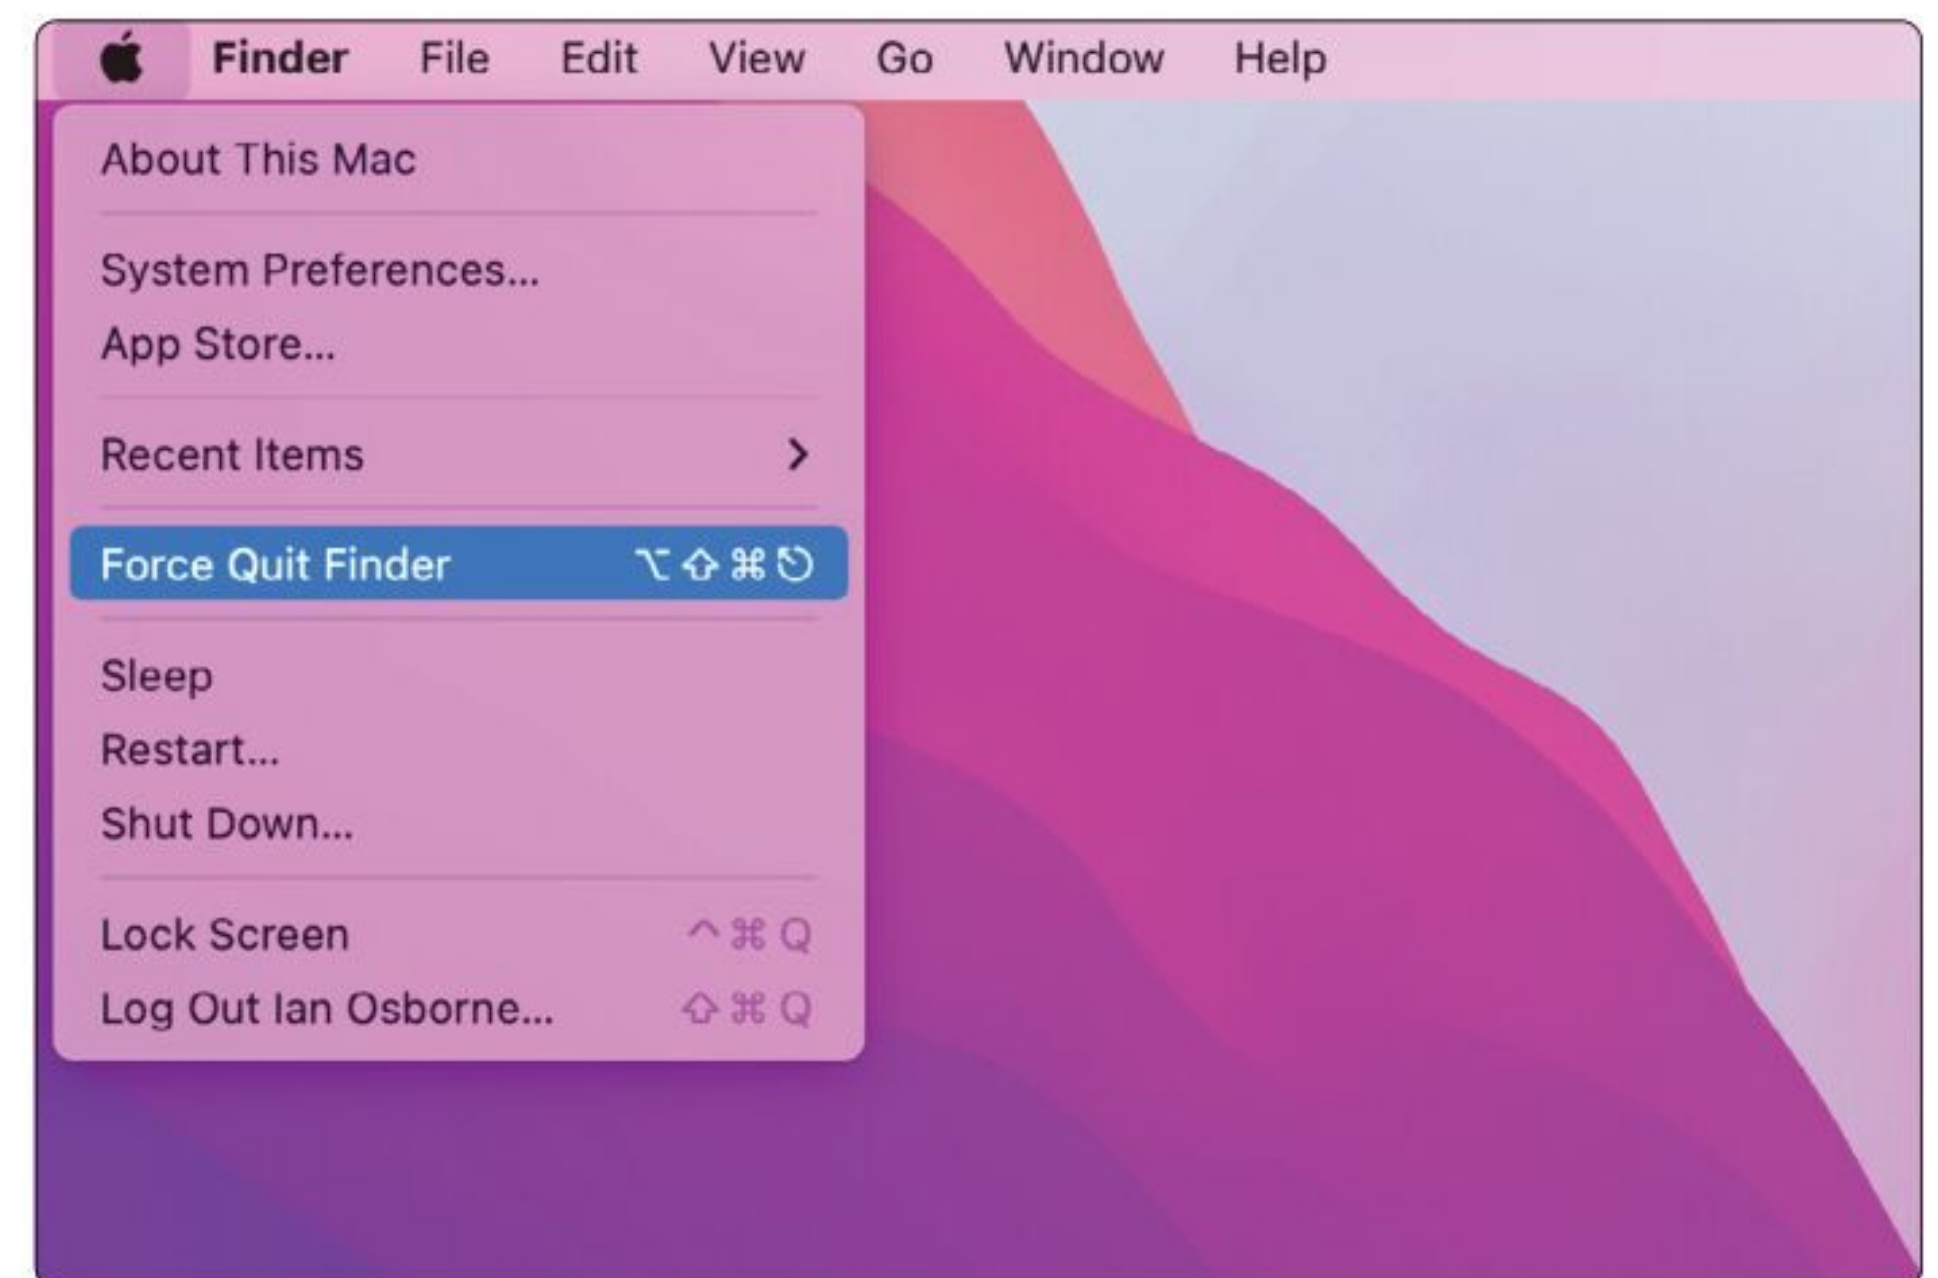 Finder File Edit View Go Window Help
About This Mac
System Preferences...
App Store...
Recent Items
Force Quit Finder ⌥⇧⌘⎋
Sleep
Restart...
Shut Down...
Lock Screen ^⌘Q
Log Out Ian Osborne... ⇧⌘Q